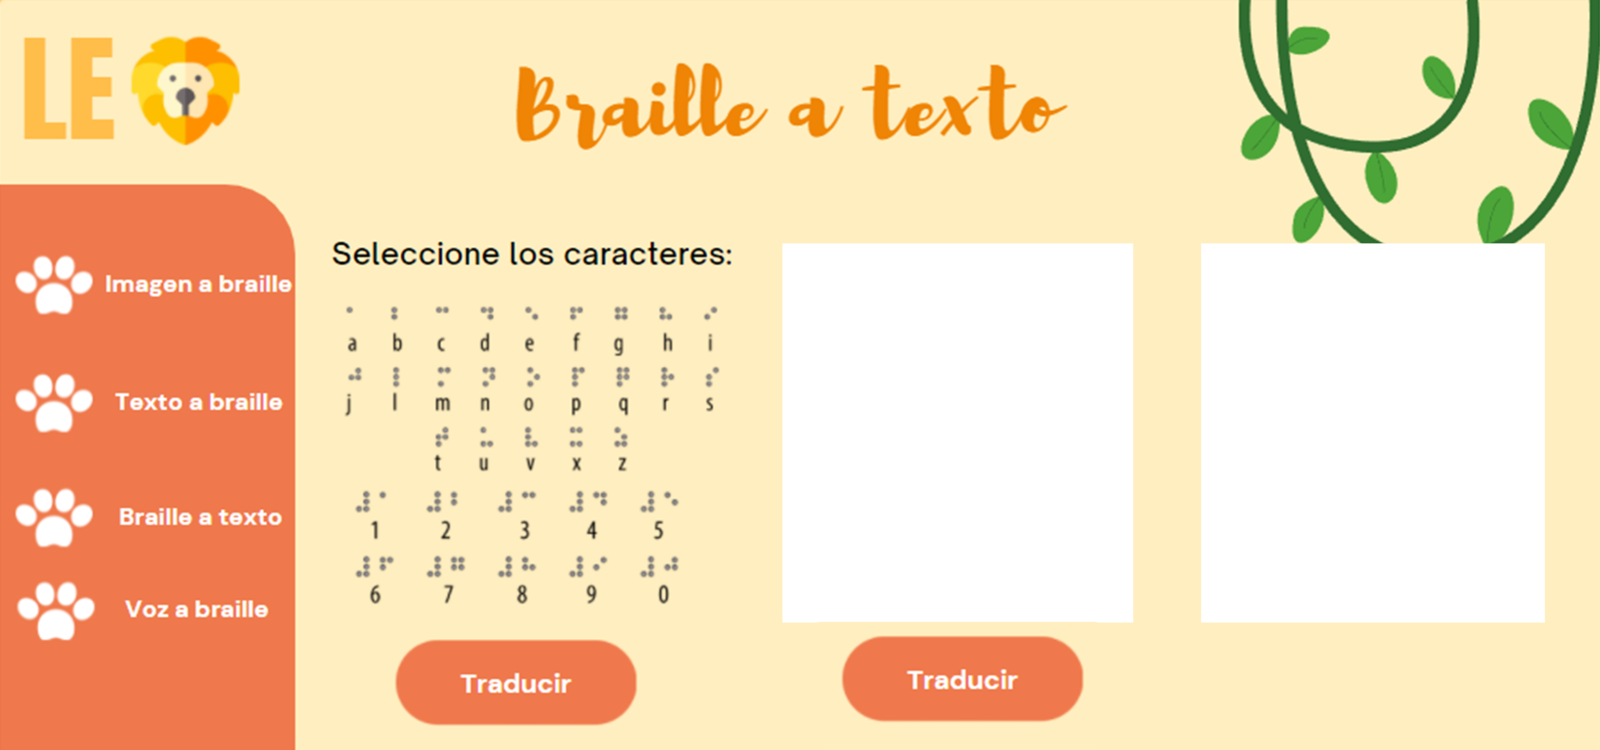 LE
Braille a texto
Imagen a braille
Texto a braille
Braille a texto
Voz a braille
Seleccione los caracteres:
⠁ ⠃ ⠉ ⠙ ⠑ ⠋ ⠛ ⠓ ⠊
a b c d e f g h i
⠚ ⠇ ⠍ ⠝ ⠕ ⠏ ⠟ ⠗ ⠎
j l m n o p q r s
⠞ ⠥ ⠧ ⠭ ⠵
t u v x z
⠼⠁ ⠼⠃ ⠼⠉ ⠼⠙ ⠼⠑
1 2 3 4 5
⠼⠋ ⠼⠛ ⠼⠓ ⠼⠊ ⠼⠚
6 7 8 9 0
Traducir
Traducir